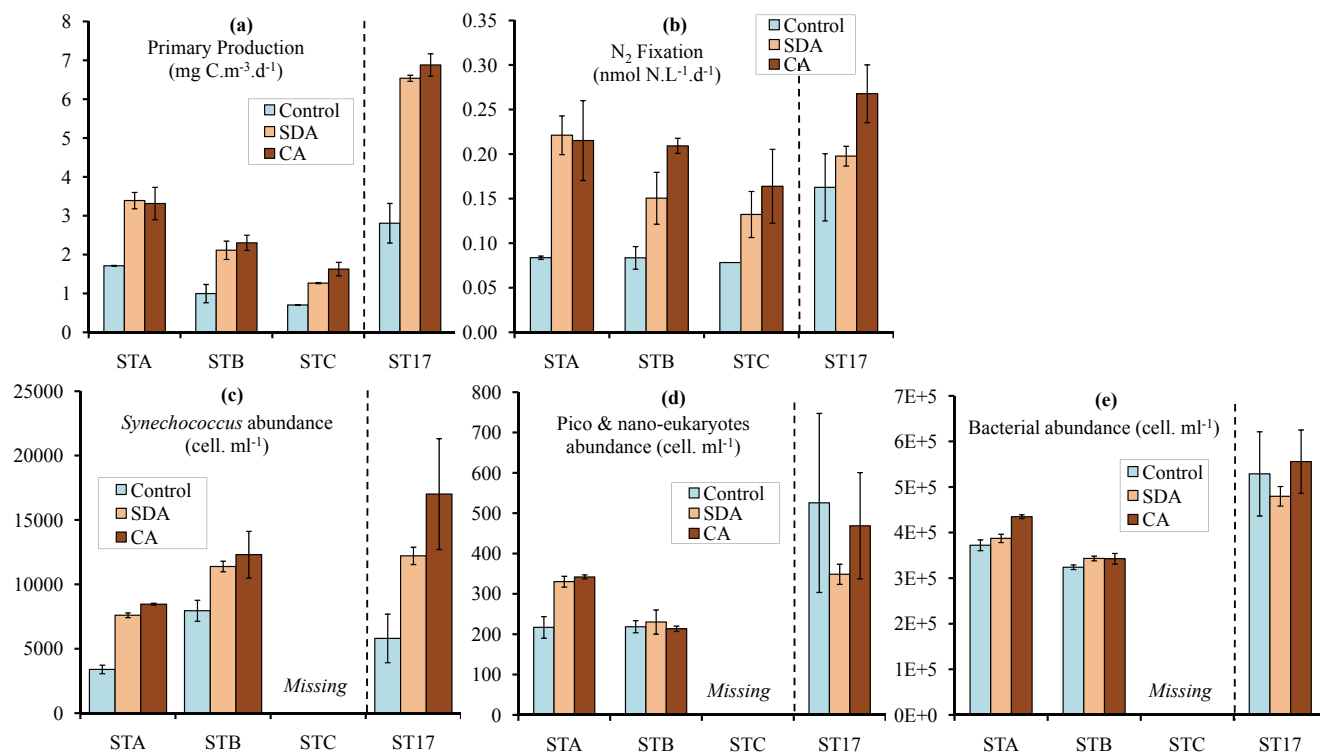 (a)
Primary Production
(mg C.m-3.d-1)
8
7
6
5
4
3
2
1
0
Control
SDA
CA
STA STB STC ST17
(b)
N2 Fixation
(nmol N.L-1.d-1)
0.35
0.30
0.25
0.20
0.15
0.10
0.05
0.00
Control
SDA
CA
STA STB STC ST17
(c)
Synechococcus abundance
(cell. ml-1)
25000
20000
15000
10000
5000
0
Control
SDA
CA
Missing
STA STB STC ST17
(d)
Pico & nano-eukaryotes
abundance (cell. ml-1)
800
700
600
500
400
300
200
100
0
Control
SDA
CA
Missing
STA STB STC ST17
(e)
Bacterial abundance (cell. ml-1)
7E+5
6E+5
5E+5
4E+5
3E+5
2E+5
1E+5
0E+0
Control
SDA
CA
Missing
STA STB STC ST17